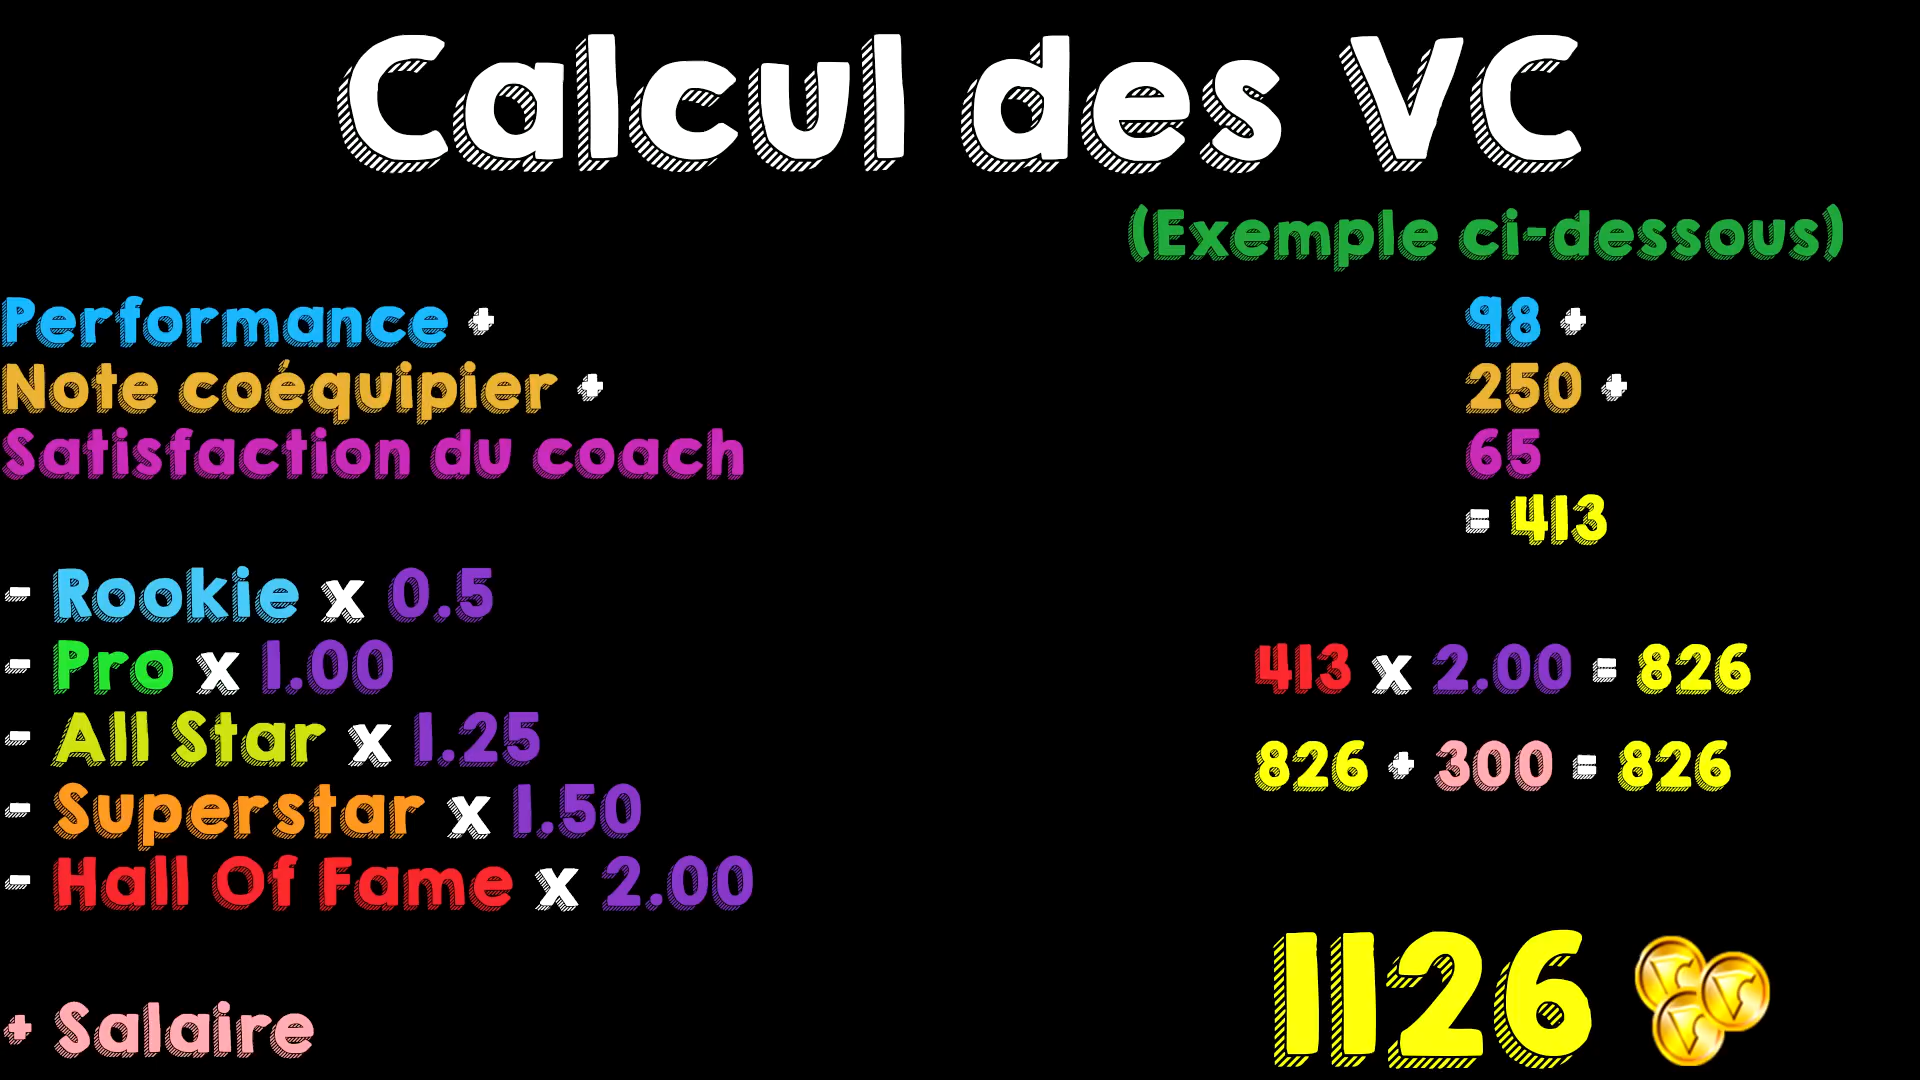 Calcul des VC
(Exemple ci-dessous)
Performance +
Note coéquipier +
Satisfaction du coach
98 +
250 +
65
= 413
- Rookie x 0.5
- Pro x 1.00
- All Star x 1.25
- Superstar x 1.50
- Hall Of Fame x 2.00
413 x 2.00 = 826
826 + 300 = 826
+ Salaire
1126